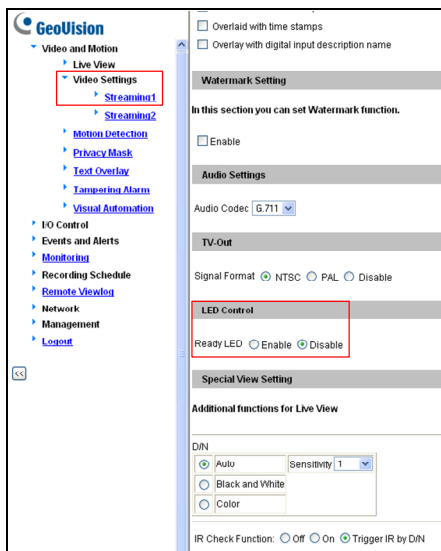 GeoVision
Video and Motion
Live View
Video Settings
Streaming1
Streaming2
Motion Detection
Privacy Mask
Text Overlay
Tampering Alarm
Visual Automation
I/O Control
Events and Alerts
Monitoring
Recording Schedule
Remote Viewlog
Network
Management
Logout
<<
Overlaid with time stamps
Overlay with digital input description name
Watermark Setting
In this section you can set Watermark function.
Enable
Audio Settings
Audio Codec G.711
TV-Out
Signal Format NTSC PAL Disable
LED Control
Ready LED Enable Disable
Special View Setting
Additional functions for Live View
D/N
Auto Sensitivity 1
Black and White
Color
IR Check Function: Off On Trigger IR by D/N